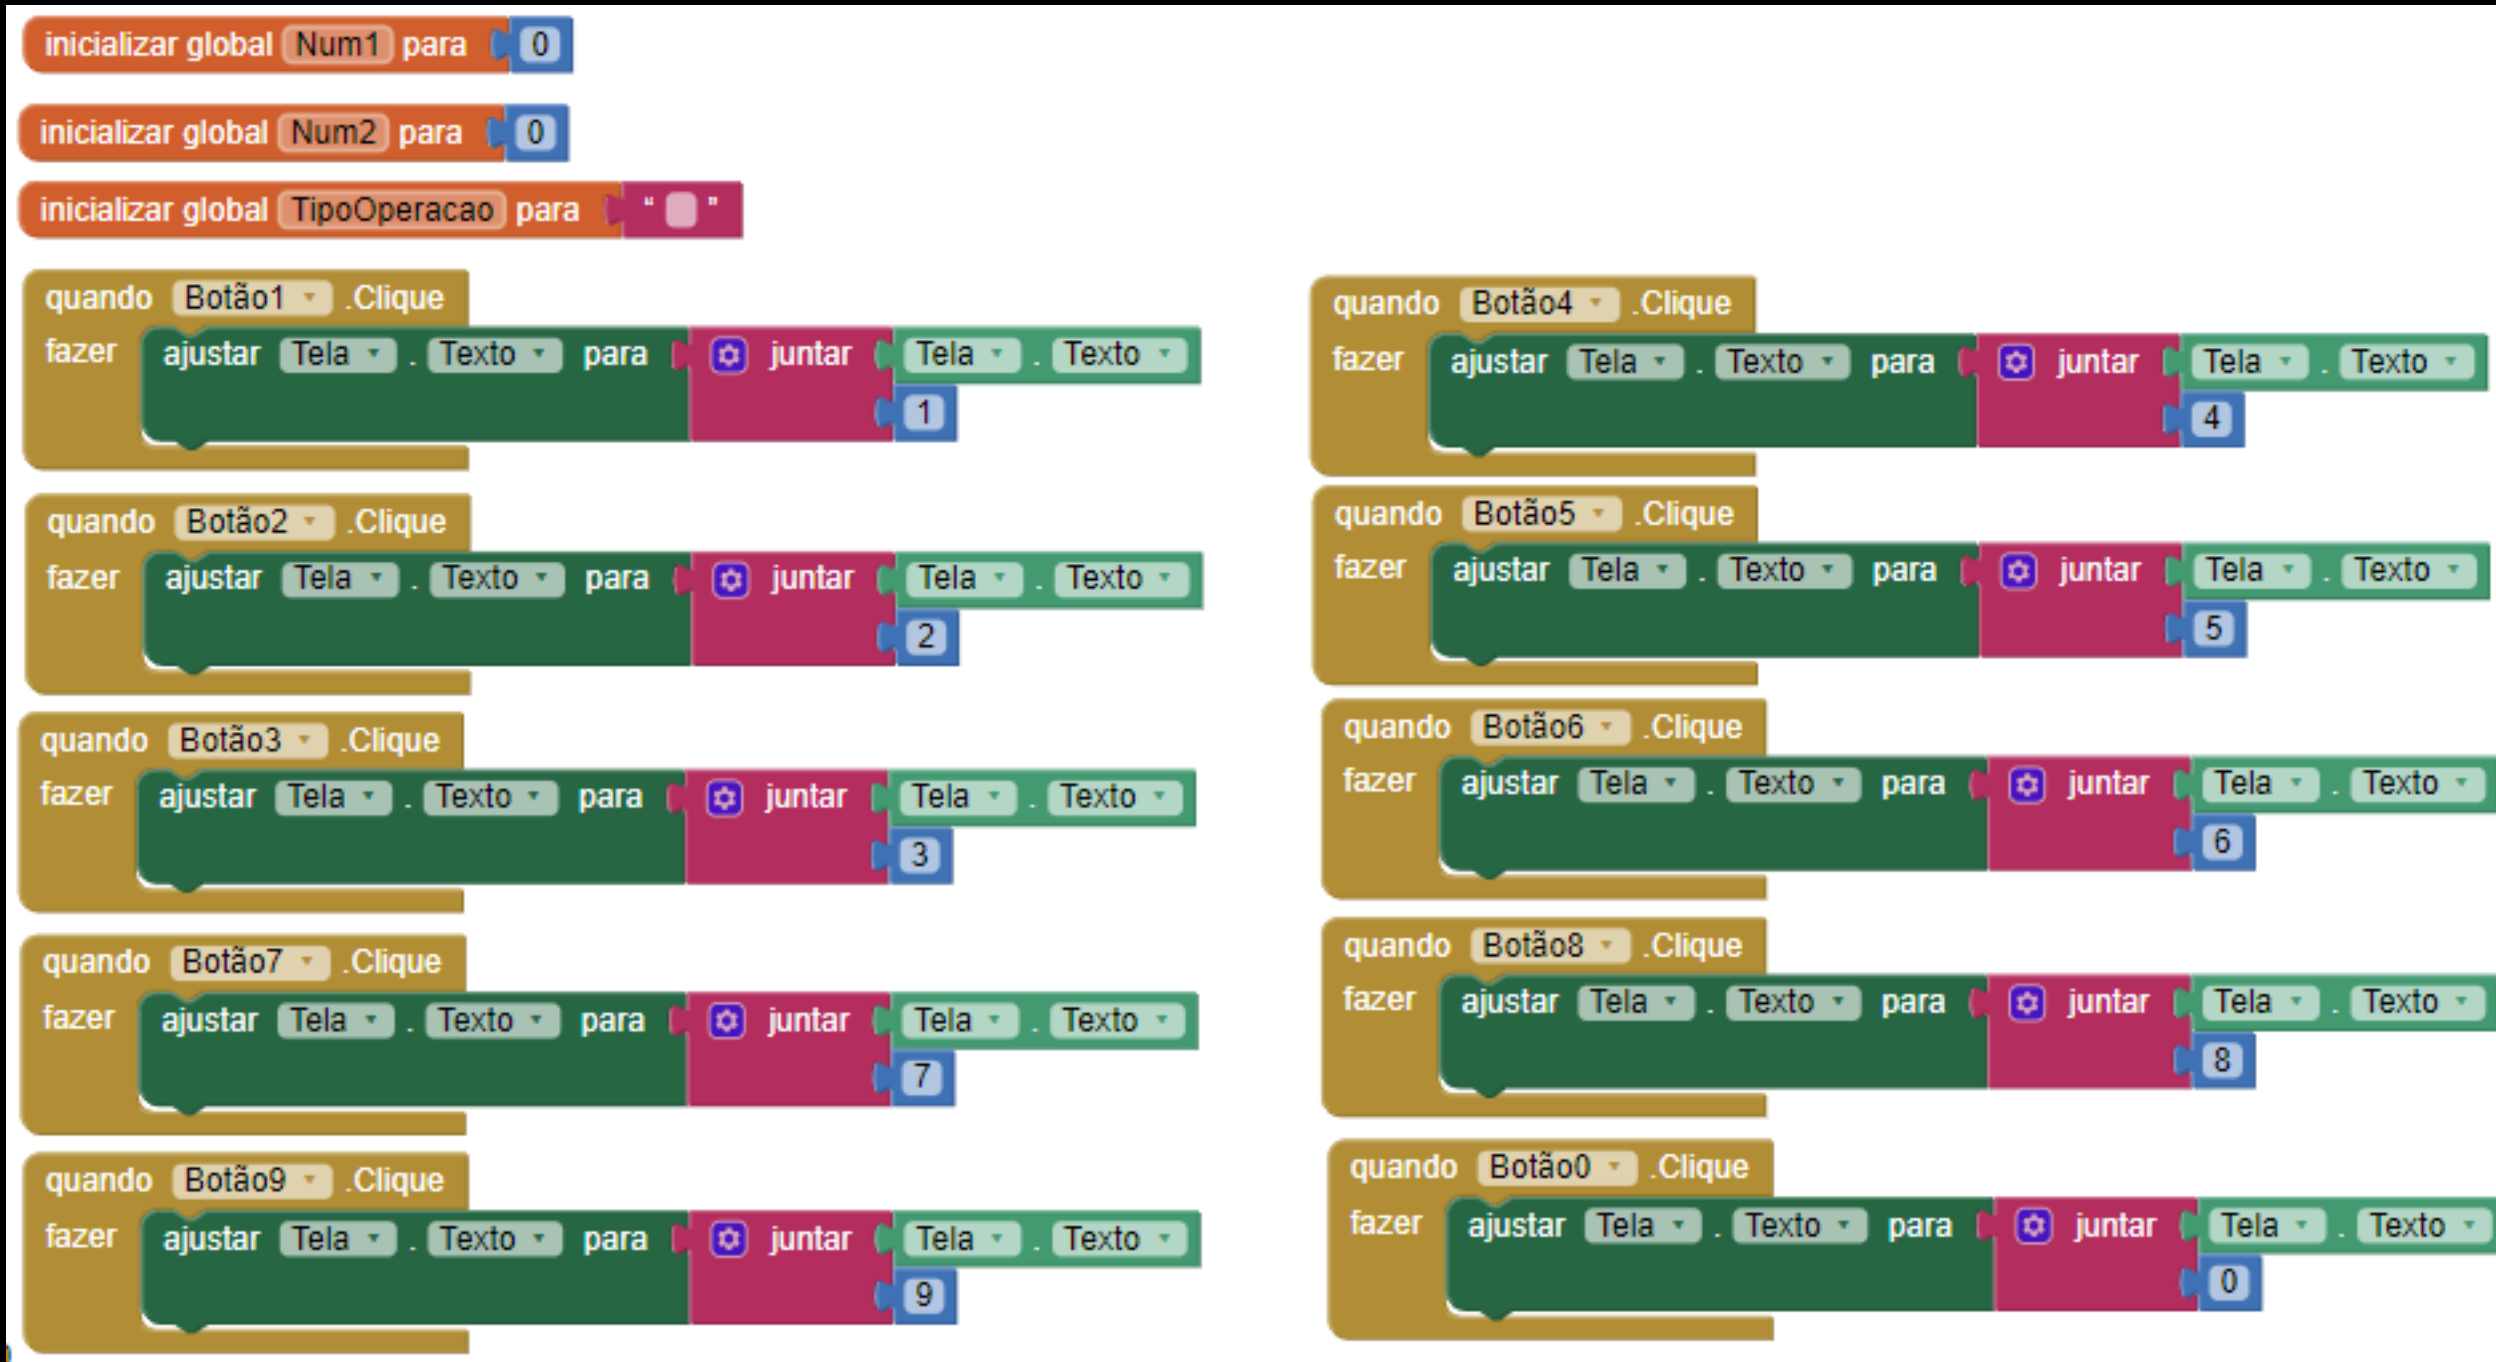 inicializar global Num1 para 0
inicializar global Num2 para 0
inicializar global TipoOperacao para “ ”
quando Botão1 .Clique
fazer ajustar Tela . Texto para juntar Tela . Texto
1
quando Botão2 .Clique
fazer ajustar Tela . Texto para juntar Tela . Texto
2
quando Botão3 .Clique
fazer ajustar Tela . Texto para juntar Tela . Texto
3
quando Botão7 .Clique
fazer ajustar Tela . Texto para juntar Tela . Texto
7
quando Botão9 .Clique
fazer ajustar Tela . Texto para juntar Tela . Texto
9
quando Botão4 .Clique
fazer ajustar Tela . Texto para juntar Tela . Texto
4
quando Botão5 .Clique
fazer ajustar Tela . Texto para juntar Tela . Texto
5
quando Botão6 .Clique
fazer ajustar Tela . Texto para juntar Tela . Texto
6
quando Botão8 .Clique
fazer ajustar Tela . Texto para juntar Tela . Texto
8
quando Botão0 .Clique
fazer ajustar Tela . Texto para juntar Tela . Texto
0